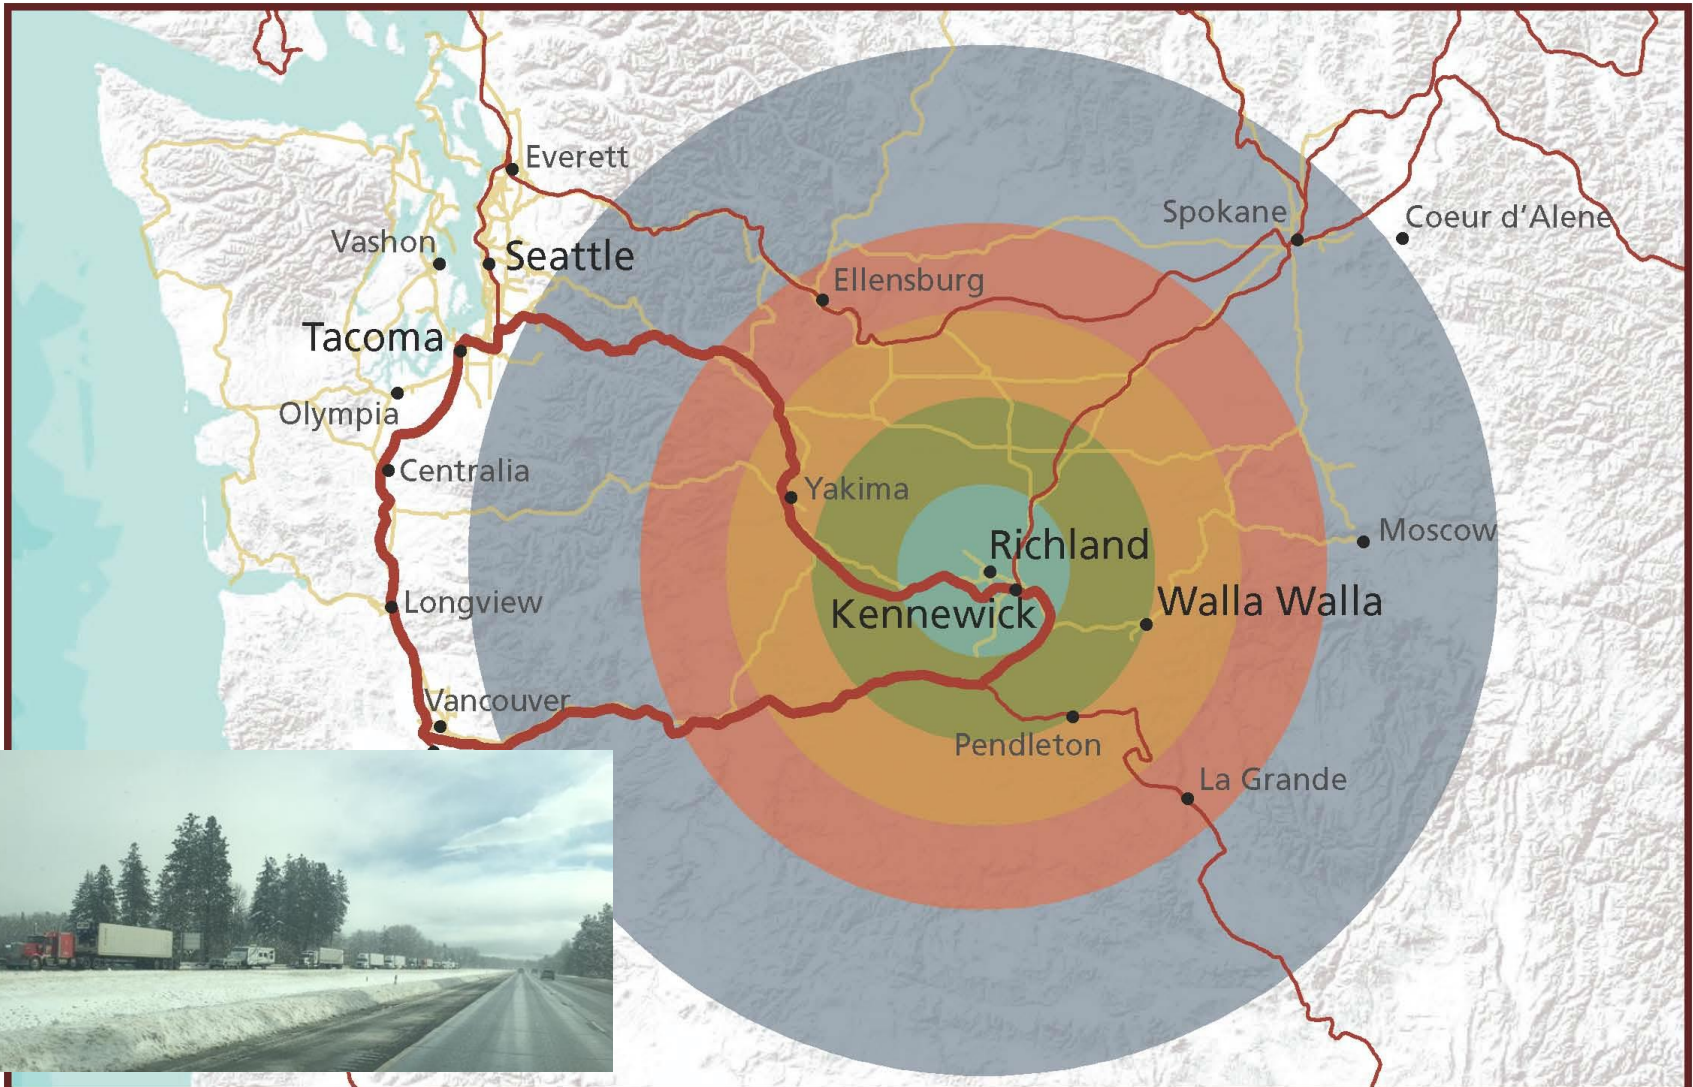 Everett
Spokane
Coeur d'Alene
Vashon
Seattle
Ellensburg
Tacoma
Olympia
Centralia
Yakima
Moscow
Richland
Longview
Kennewick
Walla Walla
Vancouver
Pendleton
La Grande